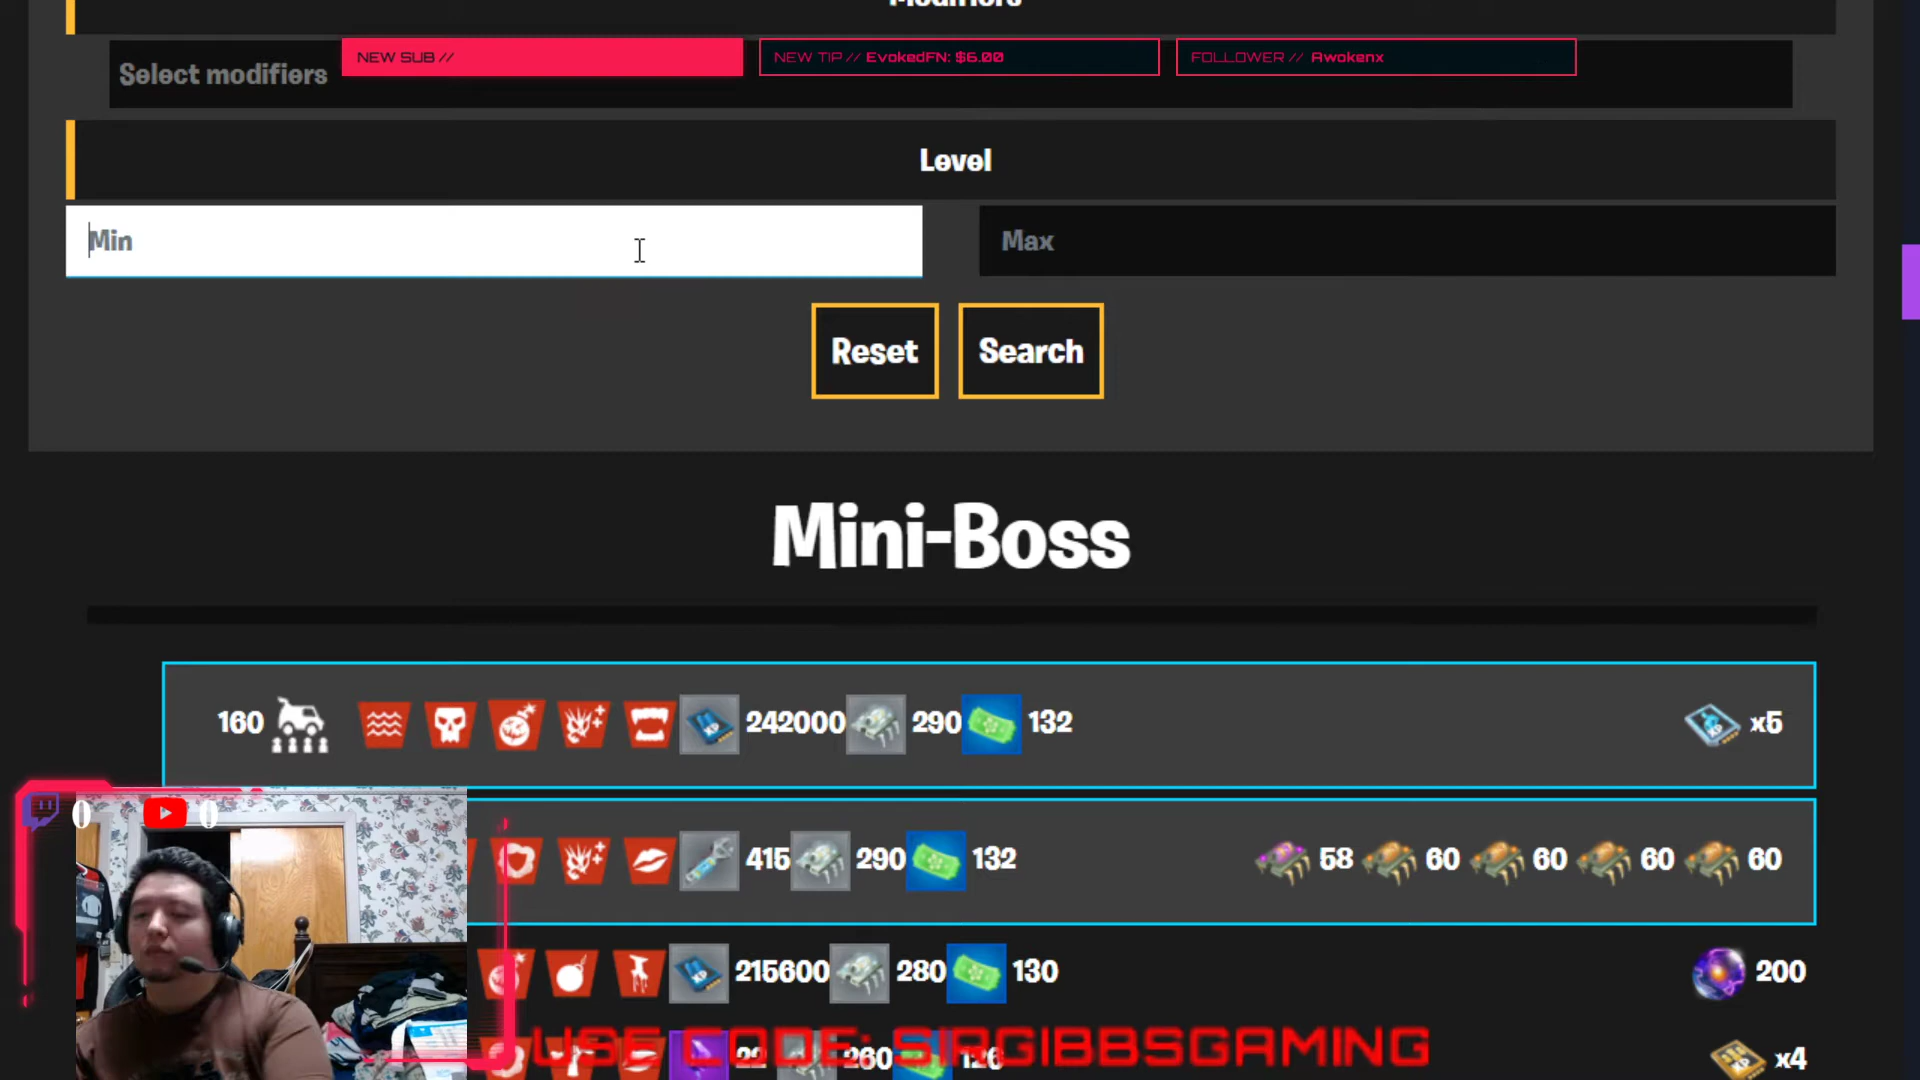 Modifiers
Select modifiers
NEW SUB //
NEW TIP // EvokedFN: $6.00
FOLLOWER // Awokenx
Level
Min
Max
Reset
Search
Mini-Boss
160 242000 290 132 x5
415 290 132 58 60 60 60 60
215600 280 130 200
260 126 x4
0 0
USE CODE: SIRGIBBSGAMING